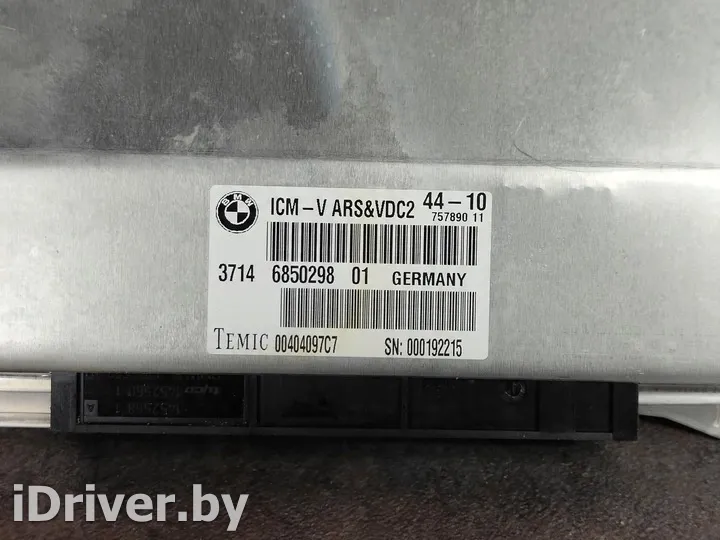 BMW
ICM-V ARS&VDC2 44-10
757890 11
3714 6850298 01 GERMANY
TEMIC 00404097C7 SN: 000192215
iDriver.by